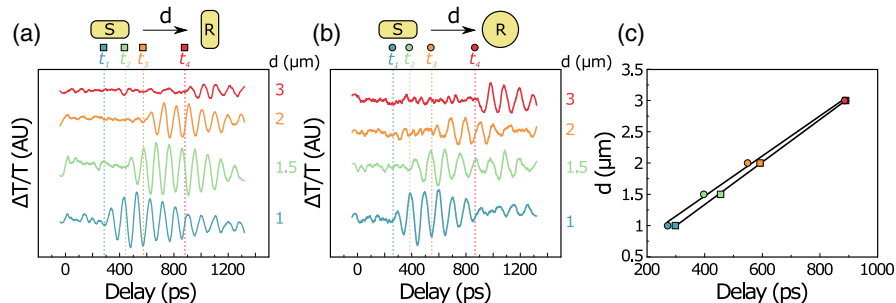 (a) S d R
t₁ t₂ t₃ t₄ d (μm)
ΔT/T (AU)
3
2
1.5
1
0 400 800 1200
Delay (ps)
(b) S d R
t₁ t₂ t₃ t₄ d (μm)
ΔT/T (AU)
3
2
1.5
1
0 400 800 1200
Delay (ps)
(c)
d (μm)
3.5
3
2.5
2
1.5
1
0.5
200 400 600 800 1000
Delay (ps)